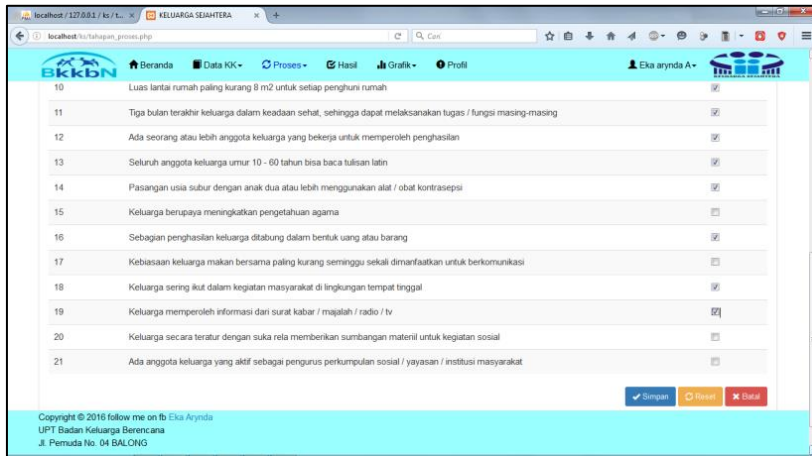 localhost / 127.0.0.1 / ks / t...
KELUARGA SEJAHTERA
localhost/ks/tahapan_proses.php
Cari
BKKBN
Beranda
Data KK
Proses
Hasil
Grafik
Profil
Eka arynda A
10 Luas lantai rumah paling kurang 8 m2 untuk setiap penghuni rumah
11 Tiga bulan terakhir keluarga dalam keadaan sehat, sehingga dapat melaksanakan tugas / fungsi masing-masing
12 Ada seorang atau lebih anggota keluarga yang bekerja untuk memperoleh penghasilan
13 Seluruh anggota keluarga umur 10 - 60 tahun bisa baca tulisan latin
14 Pasangan usia subur dengan anak dua atau lebih menggunakan alat / obat kontrasepsi
15 Keluarga berupaya meningkatkan pengetahuan agama
16 Sebagian penghasilan keluarga ditabung dalam bentuk uang atau barang
17 Kebiasaan keluarga makan bersama paling kurang seminggu sekali dimanfaatkan untuk berkomunikasi
18 Keluarga sering ikut dalam kegiatan masyarakat di lingkungan tempat tinggal
19 Keluarga memperoleh informasi dari surat kabar / majalah / radio / tv
20 Keluarga secara teratur dengan suka rela memberikan sumbangan materiil untuk kegiatan sosial
21 Ada anggota keluarga yang aktif sebagai pengurus perkumpulan sosial / yayasan / institusi masyarakat
Simpan
Reset
Batal
Copyright © 2016 follow me on fb Eka Arynda
UPT Badan Keluarga Berencana
Jl. Pemuda No. 04 BALONG